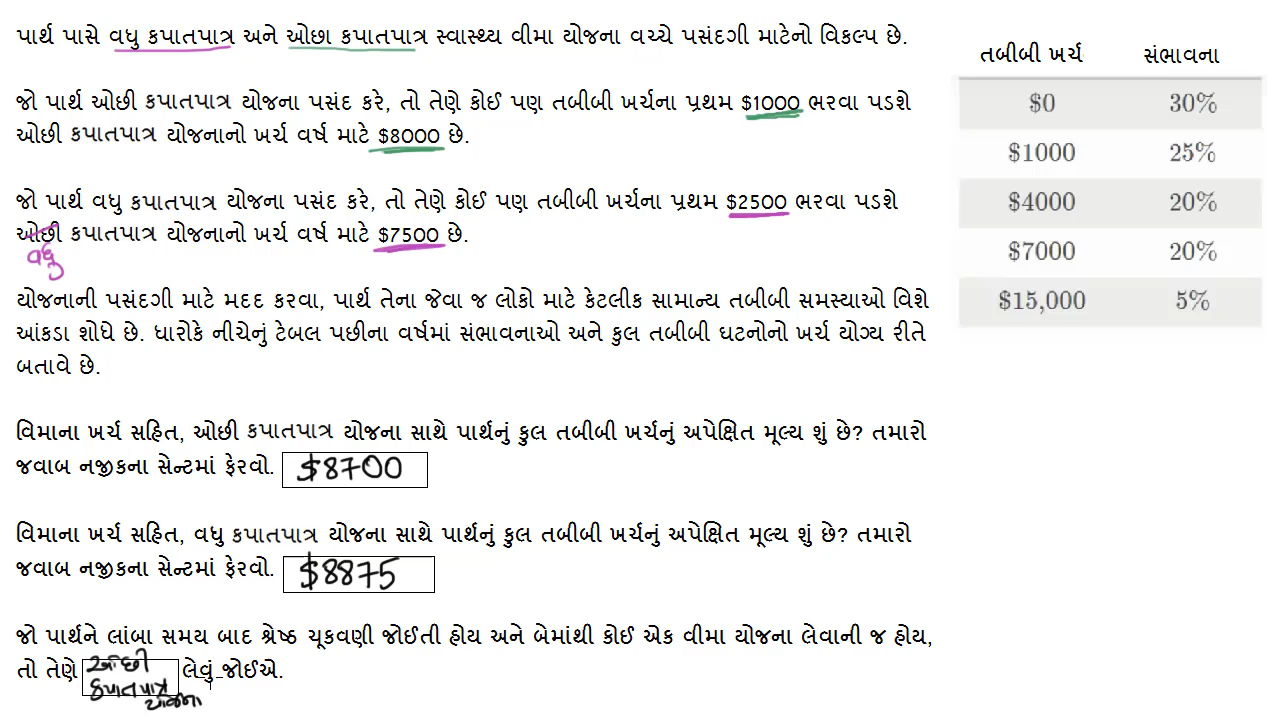 પાર્થ પાસે વધુ કપાતપાત્ર અને ઓછા કપાતપાત્ર સ્વાસ્થ્ય વીમા યોજના વચ્ચે પસંદગી માટેનો વિકલ્પ છે.
જો પાર્થ ઓછી કપાતપાત્ર યોજના પસંદ કરે, તો તેણે કોઈ પણ તબીબી ખર્ચના પ્રથમ $1000 ભરવા પડશે
ઓછી કપાતપાત્ર યોજનાનો ખર્ચ વર્ષ માટે $8000 છે.
જો પાર્થ વધુ કપાતપાત્ર યોજના પસંદ કરે, તો તેણે કોઈ પણ તબીબી ખર્ચના પ્રથમ $2500 ભરવા પડશે
ઓછી કપાતપાત્ર યોજનાનો ખર્ચ વર્ષ માટે $7500 છે.
વધુ
યોજનાની પસંદગી માટે મદદ કરવા, પાર્થ તેના જેવા જ લોકો માટે કેટલીક સામાન્ય તબીબી સમસ્યાઓ વિશે
આંકડા શોધે છે. ધારોકે નીચેનું ટેબલ પછીના વર્ષમાં સંભાવનાઓ અને કુલ તબીબી ઘટનોનો ખર્ચ યોગ્ય રીતે
બતાવે છે.
વિમાના ખર્ચ સહિત, ઓછી કપાતપાત્ર યોજના સાથે પાર્થનું કુલ તબીબી ખર્ચનું અપેક્ષિત મૂલ્ય શું છે? તમારો
જવાબ નજીકના સેન્ટમાં ફેરવો. $8700
વિમાના ખર્ચ સહિત, વધુ કપાતપાત્ર યોજના સાથે પાર્થનું કુલ તબીબી ખર્ચનું અપેક્ષિત મૂલ્ય શું છે? તમારો
જવાબ નજીકના સેન્ટમાં ફેરવો. $8875
જો પાર્થને લાંબા સમય બાદ શ્રેષ્ઠ ચૂકવણી જોઈતી હોય અને બેમાંથી કોઈ એક વીમા યોજના લેવાની જ હોય,
તો તેણે ઓછી લેવું જોઈએ.
કપાતપાત્ર
યોજના
તબીબી ખર્ચ સંભાવના
$0 30%
$1000 25%
$4000 20%
$7000 20%
$15,000 5%